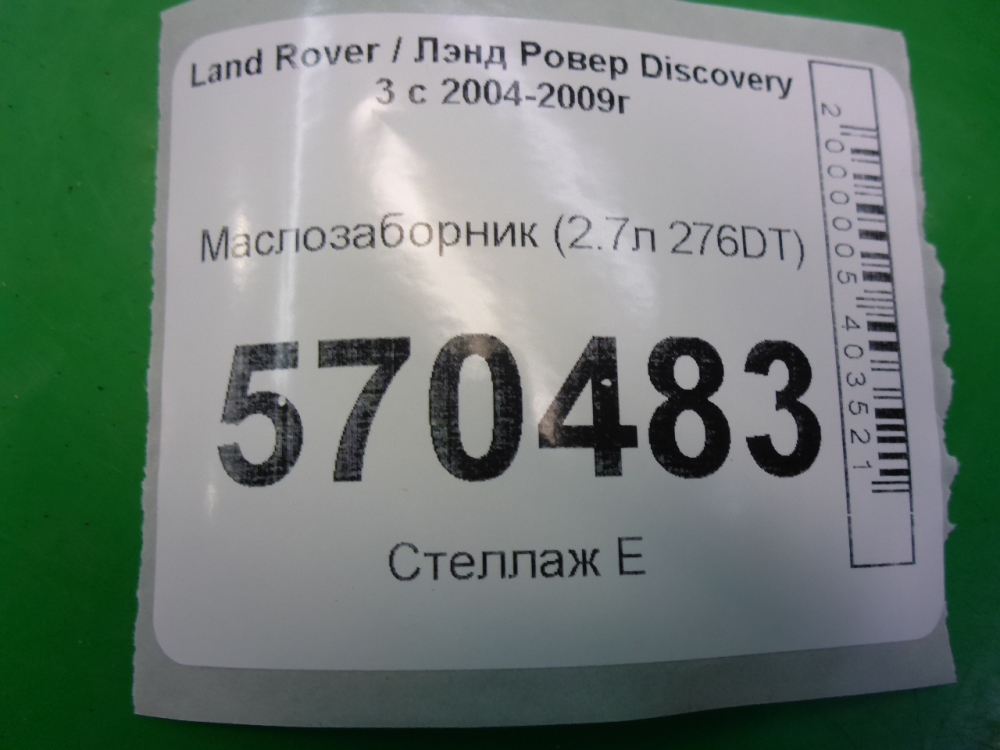 Land Rover / Лэнд Ровер Discovery
3 с 2004-2009г
Маслозаборник (2.7л 276DT)
570483
Стеллаж Е
2000005403521